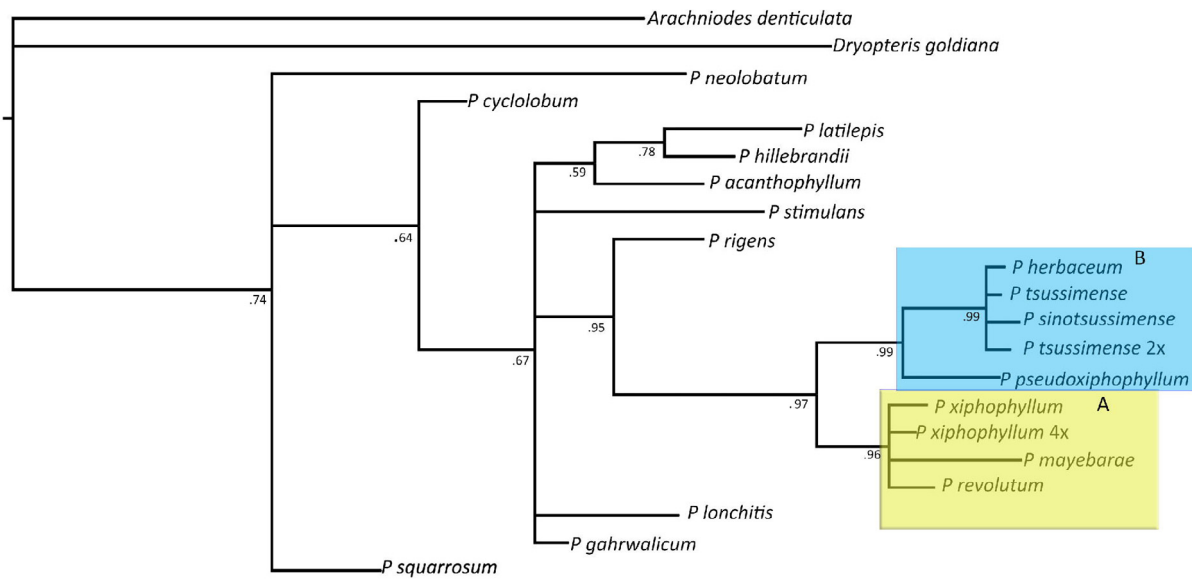 Arachniodes denticulata
Dryopteris goldiana
P neolobatum
P cyclolobum
P latilepis
.78
P hillebrandii
.59
P acanthophyllum
P stimulans
.64
P rigens
B
P herbaceum
P tsussimense
.74
.99
P sinotsussimense
.95
P tsussimense 2x
.67
.99
P pseudoxiphophyllum
.97
P xiphophyllum
A
P xiphophyllum 4x
.96
P mayebarae
P revolutum
P lonchitis
P gahrwalicum
P squarrosum